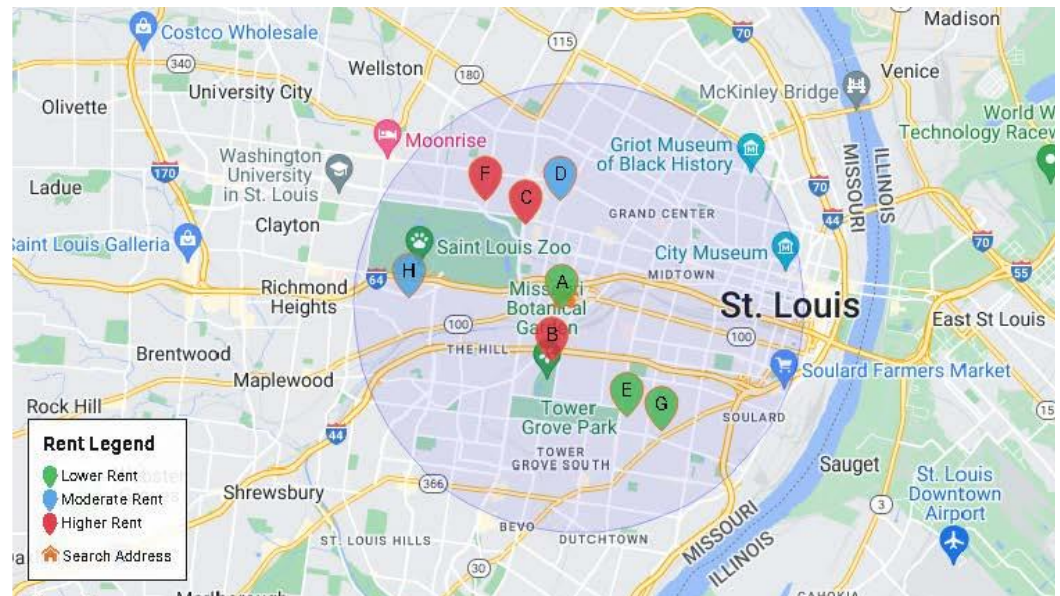 Costco Wholesale
340
Olivette
University City
Wellston
180
115
70
Madison
Venice
McKinley Bridge
Moonrise
Washington
University
in St. Louis
170
Ladue
Clayton
Saint Louis Galleria
Griot Museum
of Black History
World W
Technology Racew
MISSOURI
ILLINOIS
F
C
D
GRAND CENTER
70
44
Saint Louis Zoo
City Museum
MIDTOWN
70
55
H
64
Richmond
Heights
A
Missouri
Botanical
Garden
B
St. Louis
100
100
East St Louis
THE HILL
Brentwood
Maplewood
Soulard Farmers
Market
Rock Hill
44
E
G
Tower
Grove Park
SOULARD
15
TOWER
GROVE SOUTH
Sauget
Shrewsbury
366
3
St. Louis
Downtown
Airport
BEVO
DUTCHTOWN
ST. LOUIS HILLS
30
MISSOURI
ILLINOIS
CAHOKIA
Rent Legend
Lower Rent
Moderate Rent
Higher Rent
Search Address